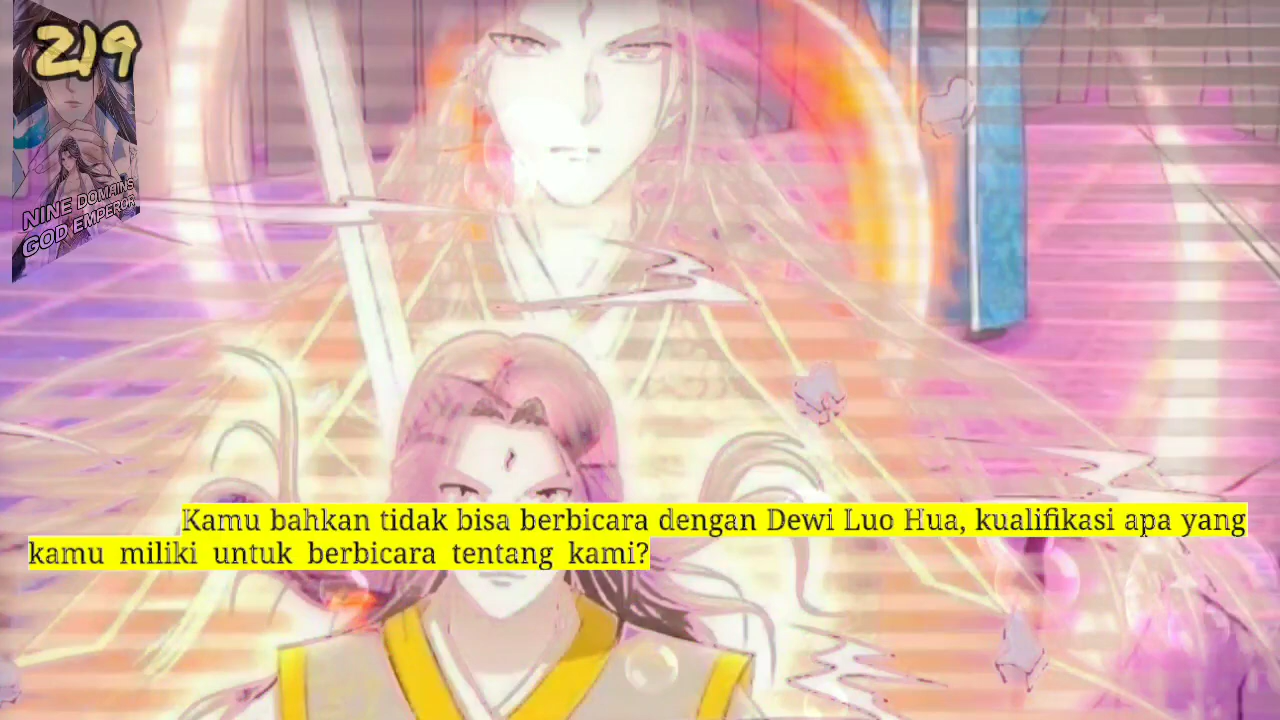 219
NINE DOMAINS
GOD EMPEROR
Kamu bahkan tidak bisa berbicara dengan Dewi Luo Hua, kualifikasi apa yang
kamu miliki untuk berbicara tentang kami?